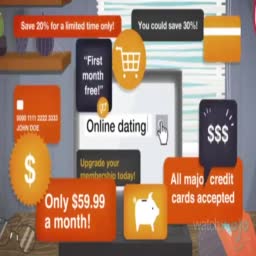 Save 20% for a limited time only!
You could save 30%!
"First
month
free!"
0000 1111 2222 3333
JOHN DOE
Online dating
$$$
$
Upgrade your
membership today!
All major credit
cards accepted
Only $59.99
a month!